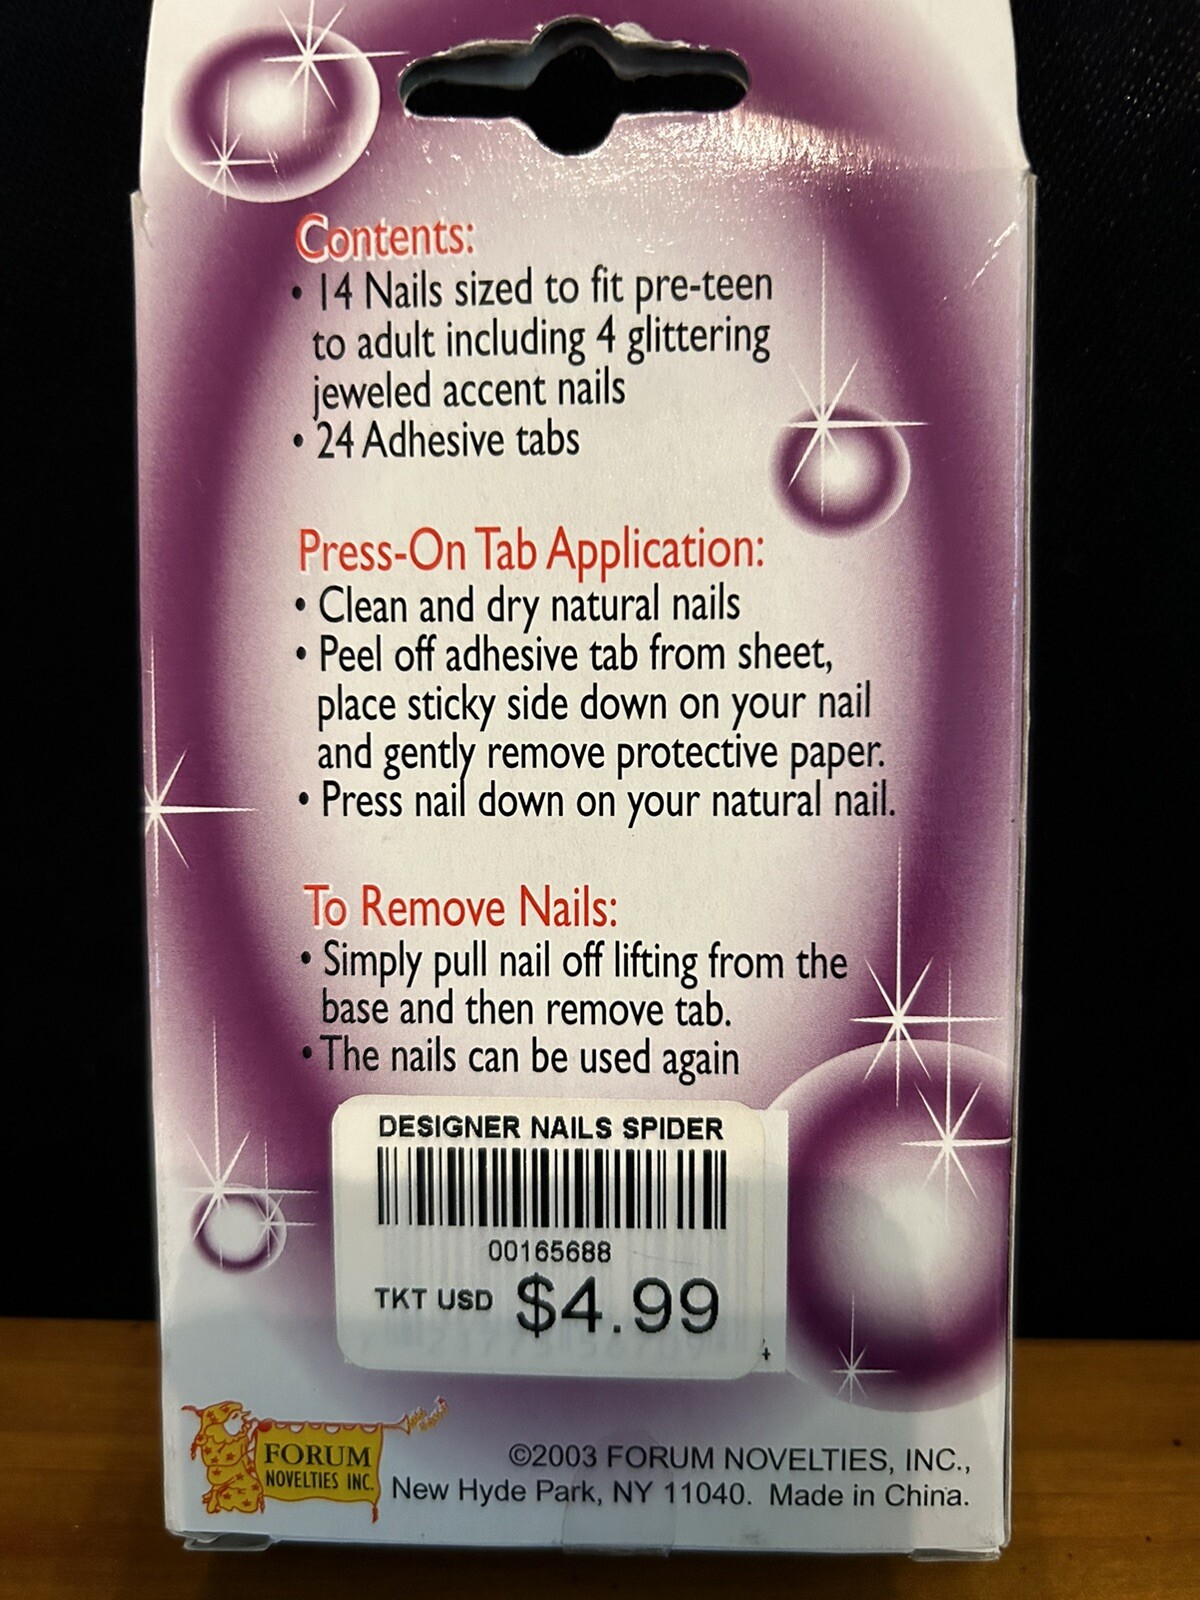 Contents:
• 14 Nails sized to fit pre-teen
to adult including 4 glittering
jeweled accent nails
• 24 Adhesive tabs
Press-On Tab Application:
• Clean and dry natural nails
• Peel off adhesive tab from sheet,
place sticky side down on your nail
and gently remove protective paper.
• Press nail down on your natural nail.
To Remove Nails:
• Simply pull nail off lifting from the
base and then remove tab.
• The nails can be used again
DESIGNER NAILS SPIDER
00165688
TKT USD $4.99
FORUM
NOVELTIES INC.
©2003 FORUM NOVELTIES, INC.,
New Hyde Park, NY 11040. Made in China.